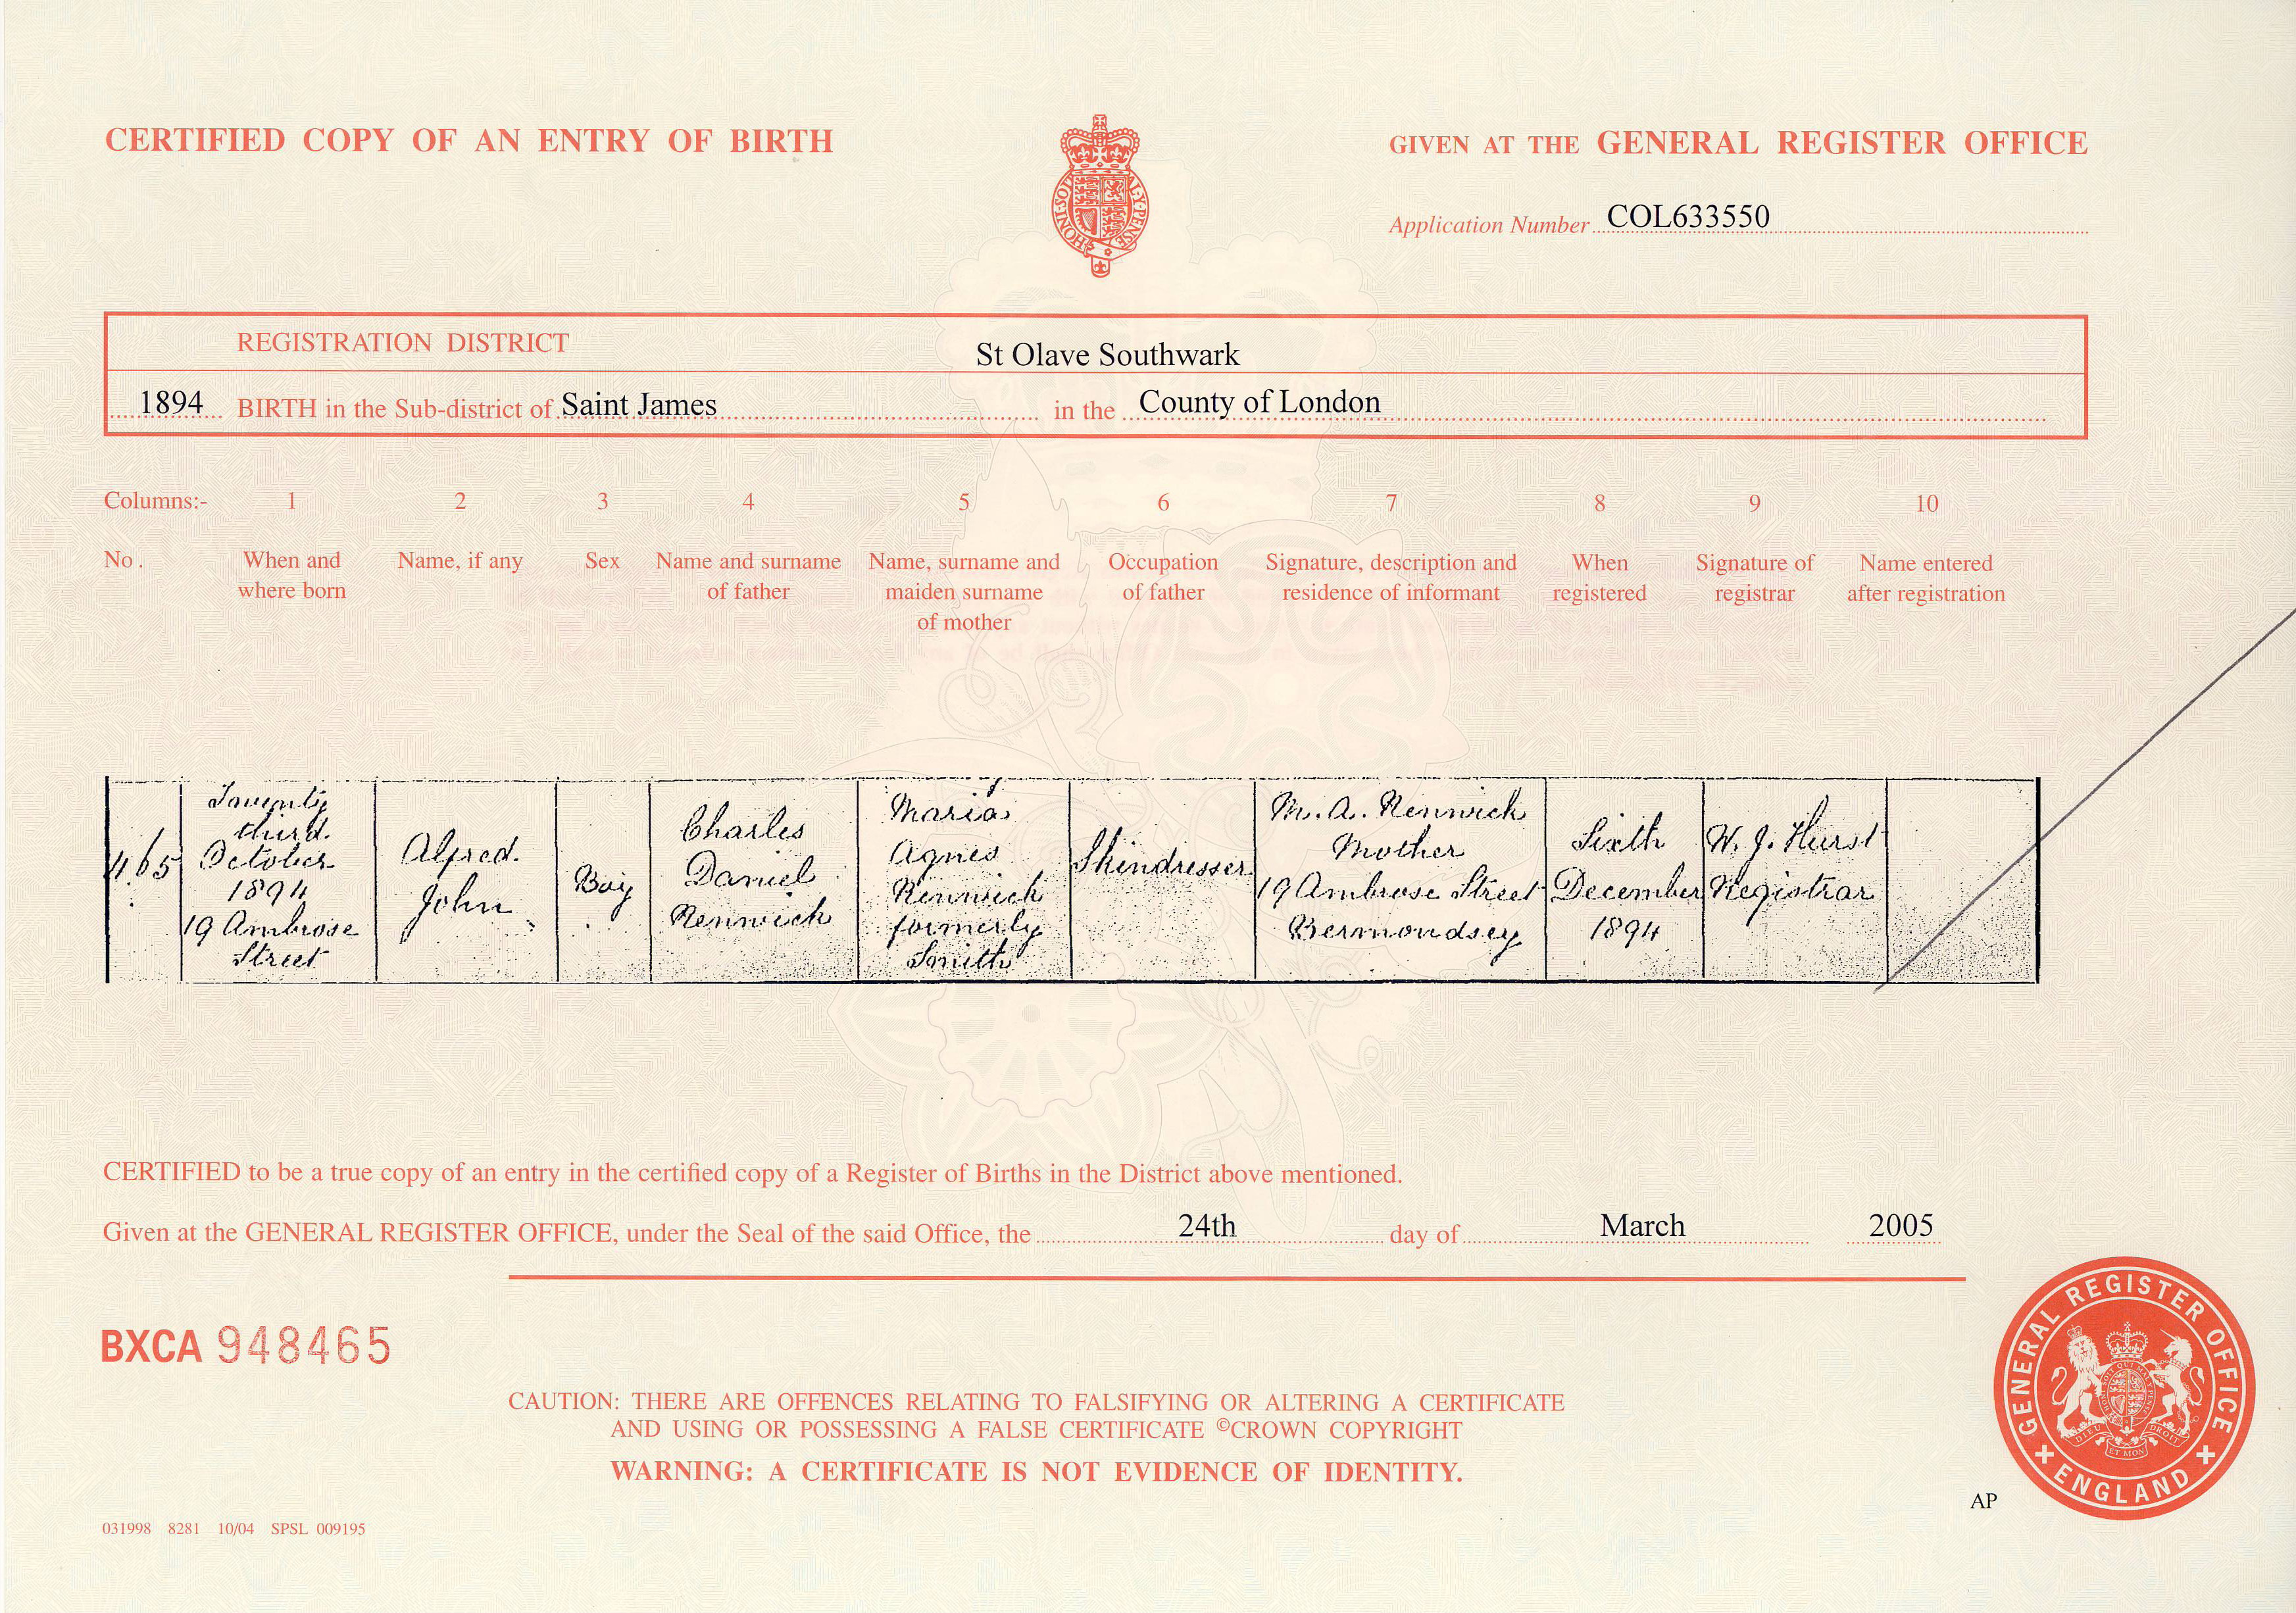 CERTIFIED COPY OF AN ENTRY OF BIRTH
GIVEN AT THE GENERAL REGISTER OFFICE
HONI·SOIT AL·Y·PENSE
Application Number COL633550
REGISTRATION DISTRICT St Olave Southwark
1894 BIRTH in the Sub-district of Saint James in the County of London
Columns:- 1 2 3 4 5 6 7 8 9 10
No.
When and
where born
Name, if any
Sex
Name and surname
of father
Name, surname and
maiden surname
of mother
Occupation
of father
Signature, description and
residence of informant
When
registered
Signature of
registrar
Name entered
after registration
465
Twenty
third
October
1894
19 Ambrose
Street
Alfred
John
Boy
Charles
Daniel
Renwick
Maria
Agnes
Renwick
formerly
Smith
Skindresser
M. A. Renwick
Mother
19 Ambrose Street
Bermondsey
Sixth
December
1894
W. J. Hurst
Registrar
CERTIFIED to be a true copy of an entry in the certified copy of a Register of Births in the District above mentioned.
Given at the GENERAL REGISTER OFFICE, under the Seal of the said Office, the 24th day of March 2005
BXCA 948465
CAUTION: THERE ARE OFFENCES RELATING TO FALSIFYING OR ALTERING A CERTIFICATE
AND USING OR POSSESSING A FALSE CERTIFICATE ©CROWN COPYRIGHT
WARNING: A CERTIFICATE IS NOT EVIDENCE OF IDENTITY.
GENERAL REGISTER OFFICE
ENGLAND
DIEU ET MON DROIT
AP
031998 8281 10/04 SPSL 009195